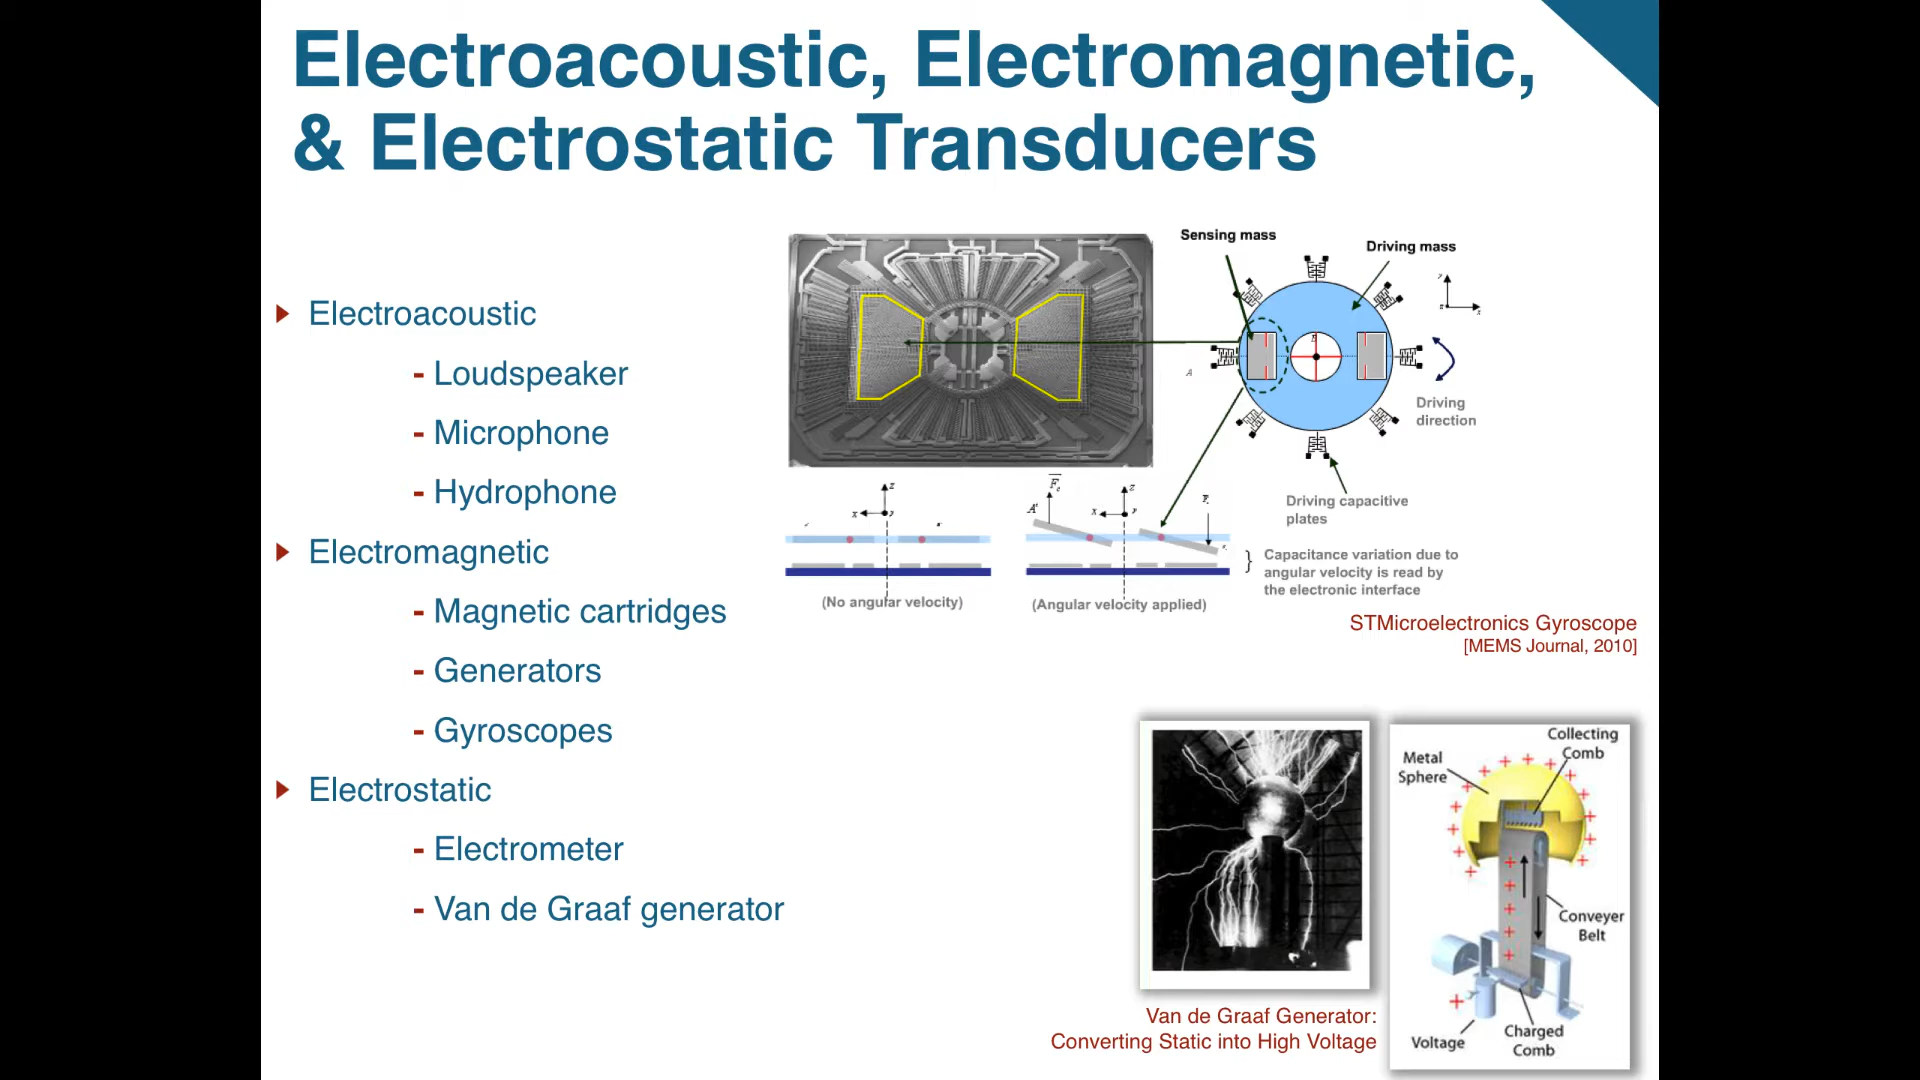 Electroacoustic, Electromagnetic,
& Electrostatic Transducers
Electroacoustic
- Loudspeaker
- Microphone
- Hydrophone
Electromagnetic
- Magnetic cartridges
- Generators
- Gyroscopes
Electrostatic
- Electrometer
- Van de Graaf generator
Sensing mass
Driving mass
y
z
x
A
Driving
direction
Driving capacitive
plates
z
x
y
(No angular velocity)
A'
z
x
y
(Angular velocity applied)
} Capacitance variation due to
angular velocity is read by
the electronic interface
STMicroelectronics Gyroscope
[MEMS Journal, 2010]
Van de Graaf Generator:
Converting Static into High Voltage
Collecting
Comb
Metal
Sphere
Conveyer
Belt
Voltage
Charged
Comb